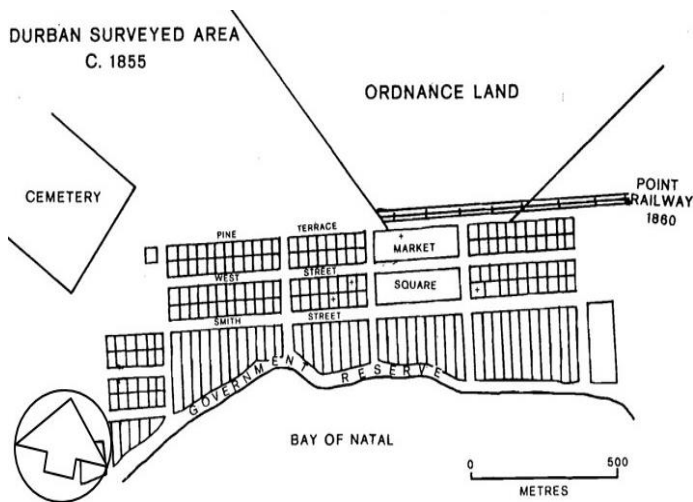 DURBAN SURVEYED AREA
C. 1855
ORDNANCE LAND
CEMETERY
POINT
RAILWAY
1860
PINE
TERRACE
MARKET
WEST
STREET
SQUARE
SMITH
STREET
GOVERNMENT RESERVE
BAY OF NATAL
0
500
METRES